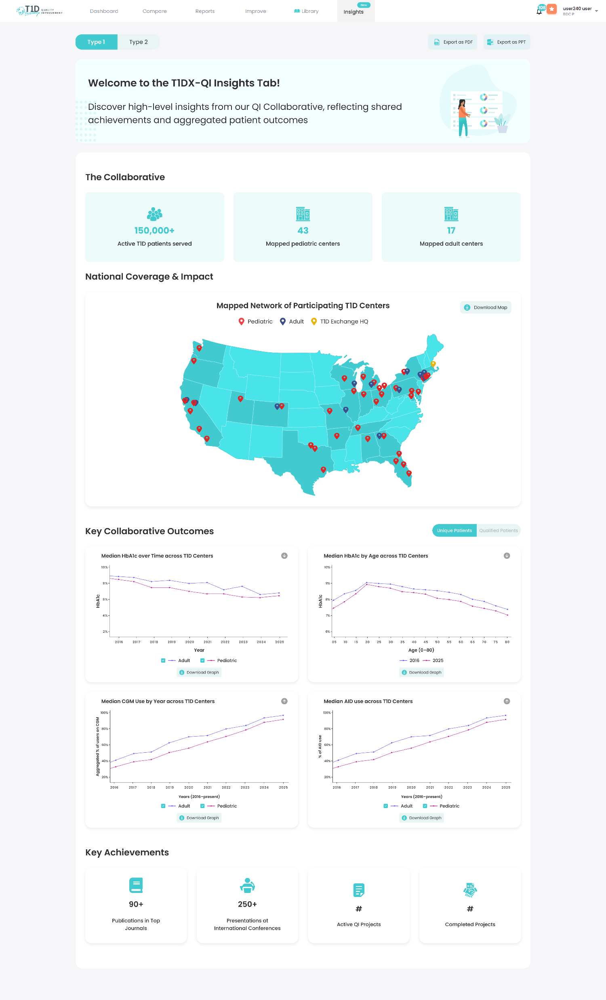 T1D QUALITY
Exchange IMPROVEMENT
Dashboard
Compare
Reports
Improve
Library
New
Insights
108
user240 user
BDC P
Type 1
Type 2
Export as PDF
Export as PPT
Welcome to the T1DX-QI Insights Tab!
Discover high-level insights from our QI Collaborative, reflecting shared
achievements and aggregated patient outcomes
The Collaborative
150,000+
Active T1D patients served
43
Mapped pediatric centers
17
Mapped adult centers
National Coverage & Impact
Mapped Network of Participating T1D Centers
Download Map
Pediatric
Adult
T1D Exchange HQ
Key Collaborative Outcomes
Unique Patients
Qualified Patients
Median HbA1c over Time across T1D Centers
10%
8%
6%
4%
2%
HbA1c
2016 2017 2018 2019 2020 2021 2022 2023 2024 2025
Year
Adult
Pediatric
Download Graph
Median HbA1c by Age across T1D Centers
10%
9%
8%
7%
6%
HbA1c
05 10 15 20 25 30 35 40 45 50 55 60 65 70 75 80
Age (0-80)
2016
2025
Download Graph
Median CGM Use by Year across T1D Centers
100%
80%
60%
40%
20%
Aggregated % of users on CGM
2016 2017 2018 2019 2020 2021 2022 2023 2024 2025
Years (2016-present)
Adult
Pediatric
Download Graph
Median AID use across T1D Centers
100%
80%
60%
40%
20%
% of AID use
2016 2017 2018 2019 2020 2021 2022 2023 2024 2025
Years (2016-present)
Adult
Pediatric
Download Graph
Key Achievements
90+
Publications in Top
Journals
250+
Presentations at
International Conferences
#
Active QI Projects
#
Completed Projects